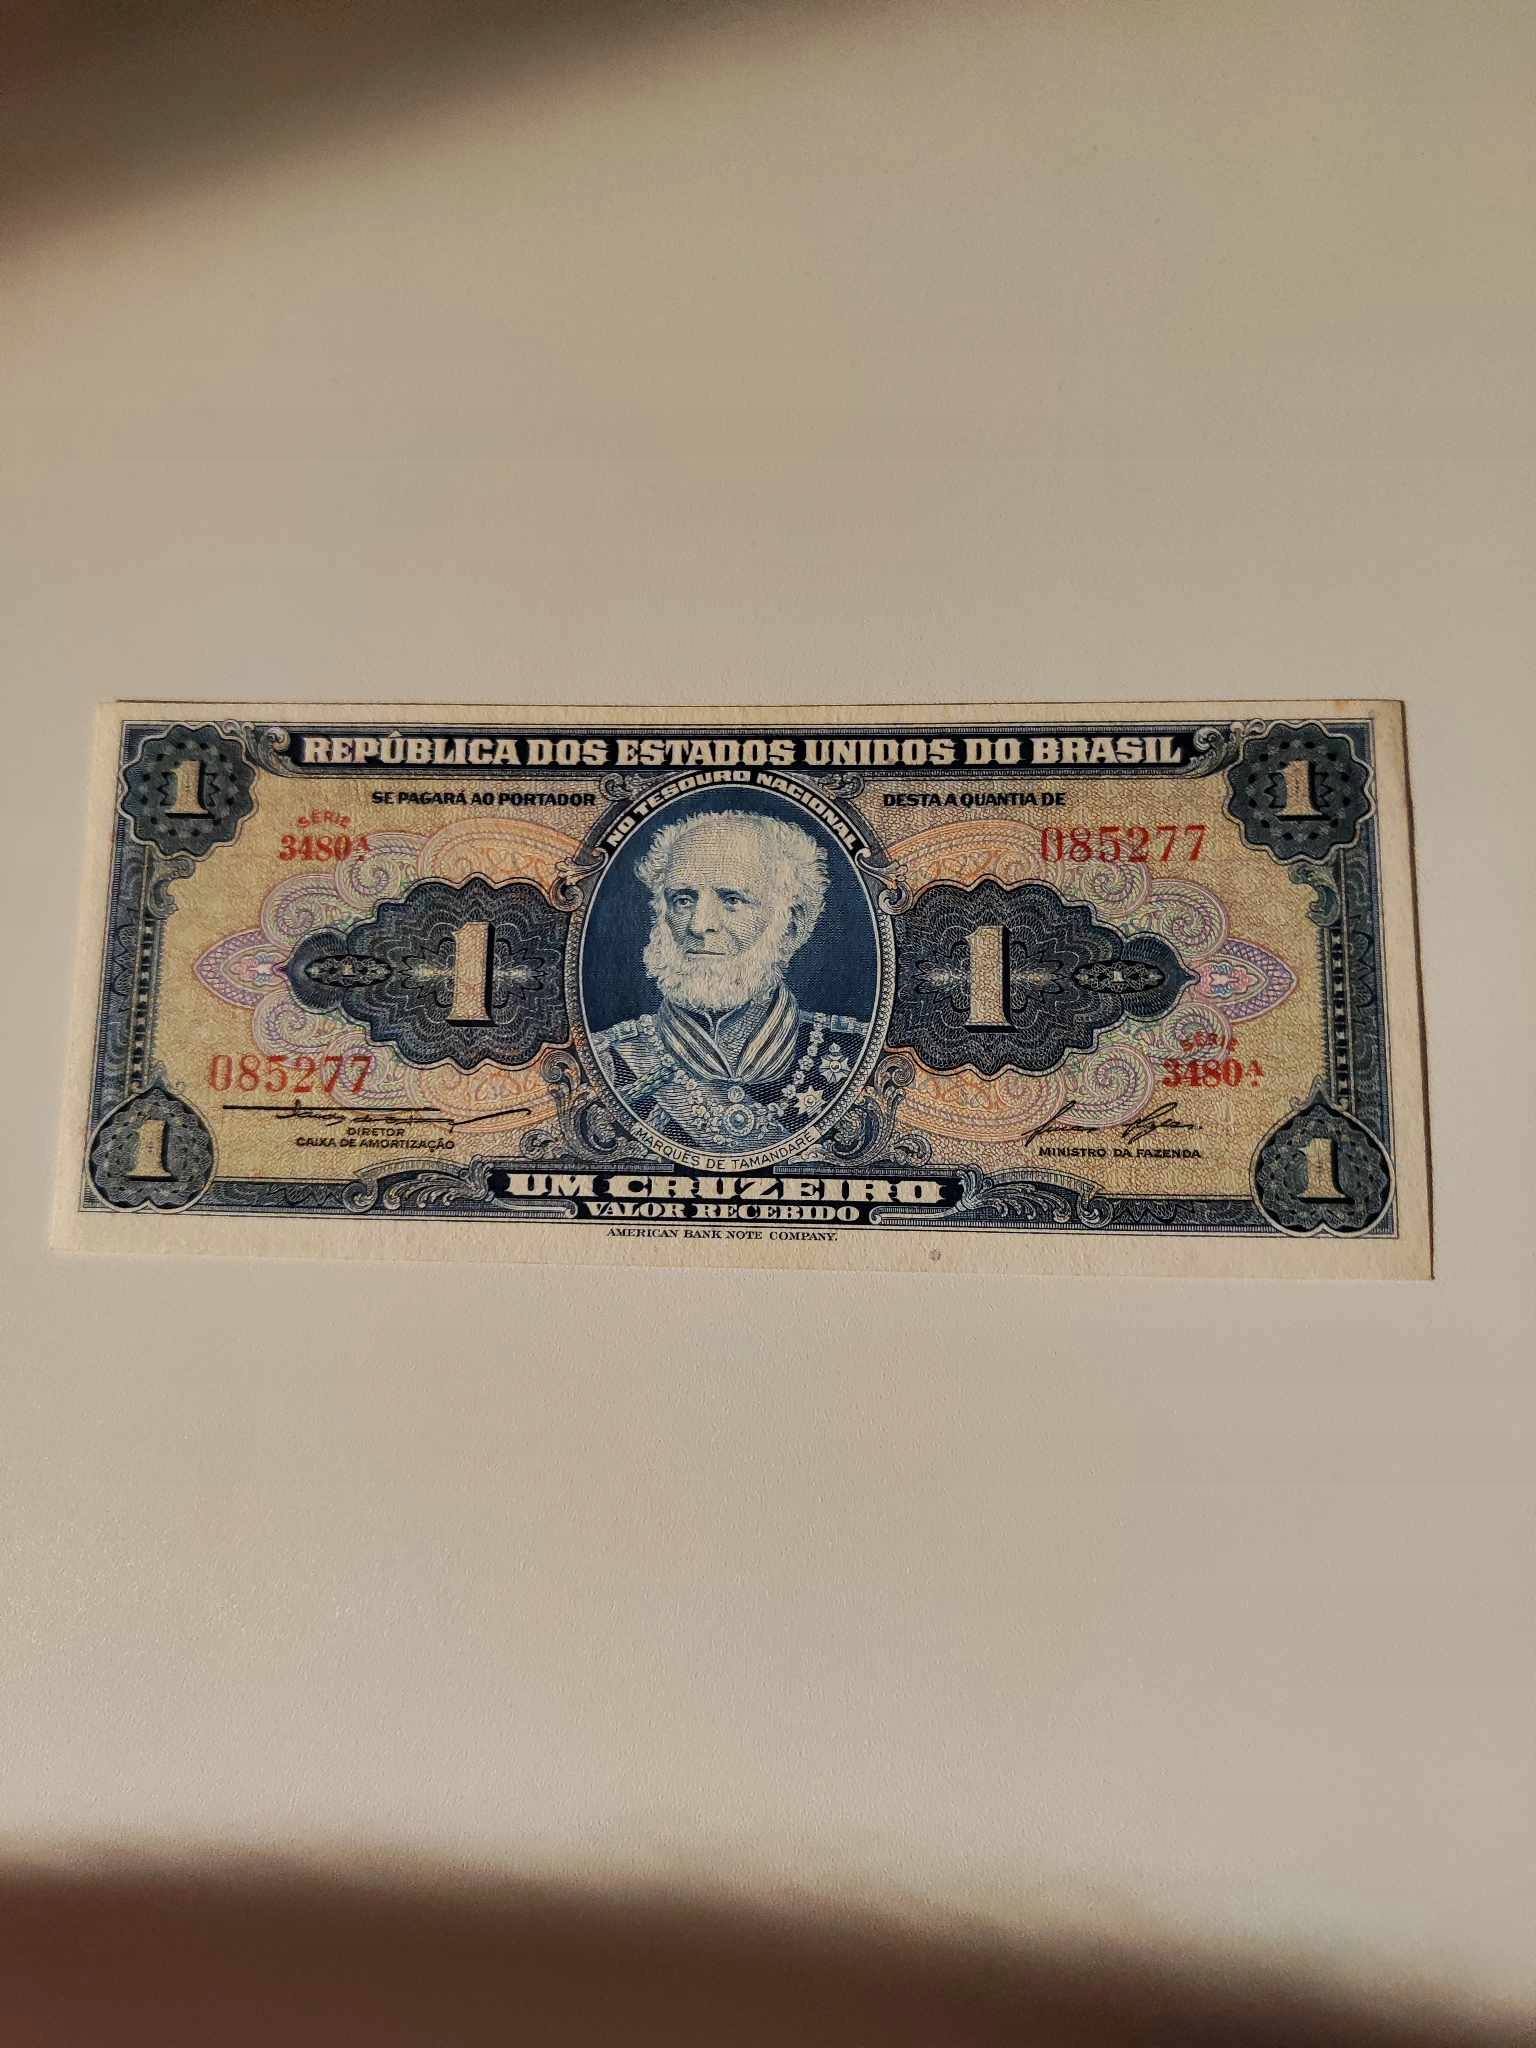 1
REPÚBLICA DOS ESTADOS UNIDOS DO BRASIL
1
SE PAGARÁ AO PORTADOR
NO TESOURO NACIONAL
DESTA A QUANTIA DE
SÉRIE
3480A
085277
1
1
1
1
085277
SÉRIE
3480A
DIRETOR
CAIXA DE AMORTIZAÇÃO
MARQUÊS DE TAMANDARÉ
MINISTRO DA FAZENDA
1
UM CRUZEIRO
1
VALOR RECEBIDO
AMERICAN BANK NOTE COMPANY.